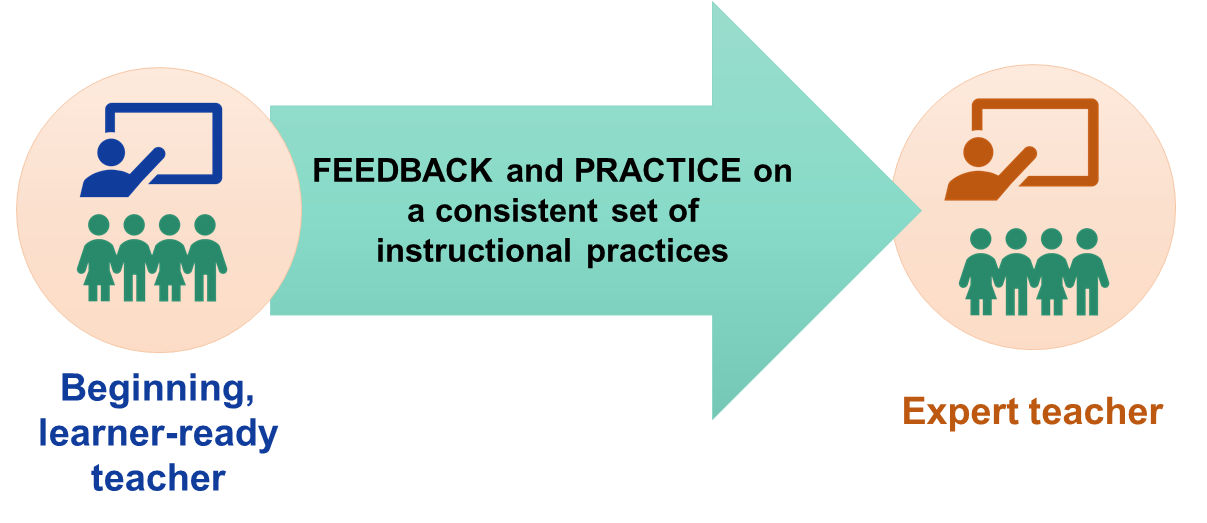 FEEDBACK and PRACTICE on
a consistent set of
instructional practices
Beginning,
learner-ready
teacher
Expert teacher